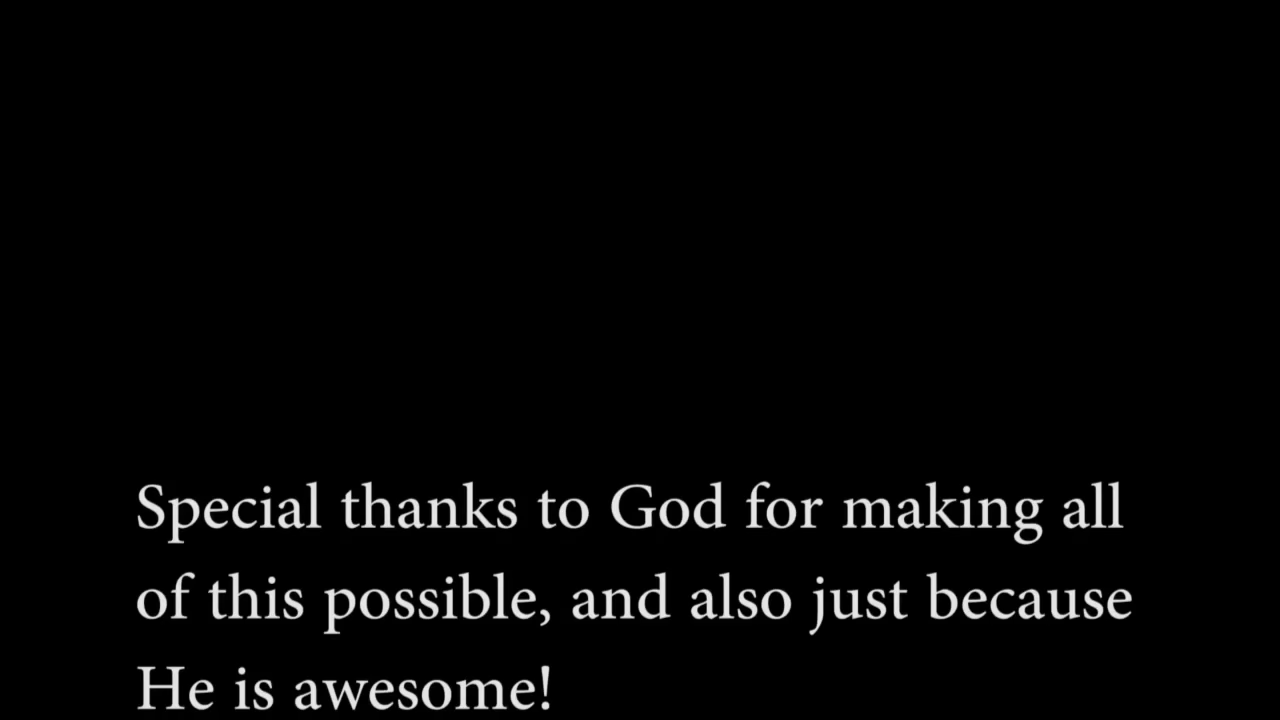 Special thanks to God for making all
of this possible, and also just because
He is awesome!